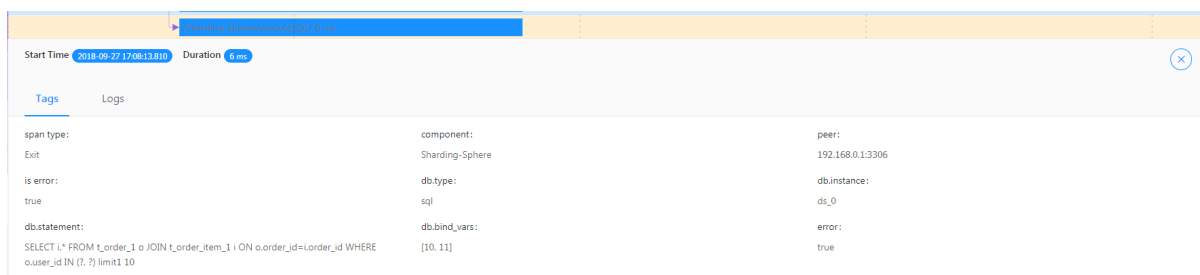 Start Time 2018-09-27 17:08:13.810 Duration 6 ms
Tags Logs
span type: component: peer:
Exit Sharding-Sphere 192.168.0.1:3306
is error: db.type: db.instance:
true sql ds_0
db.statement: db.bind_vars: error:
SELECT i.* FROM t_order_1 o JOIN t_order_item_1 i ON o.order_id=i.order_id WHERE [10, 11] true
o.user_id IN (?, ?) limit1 10